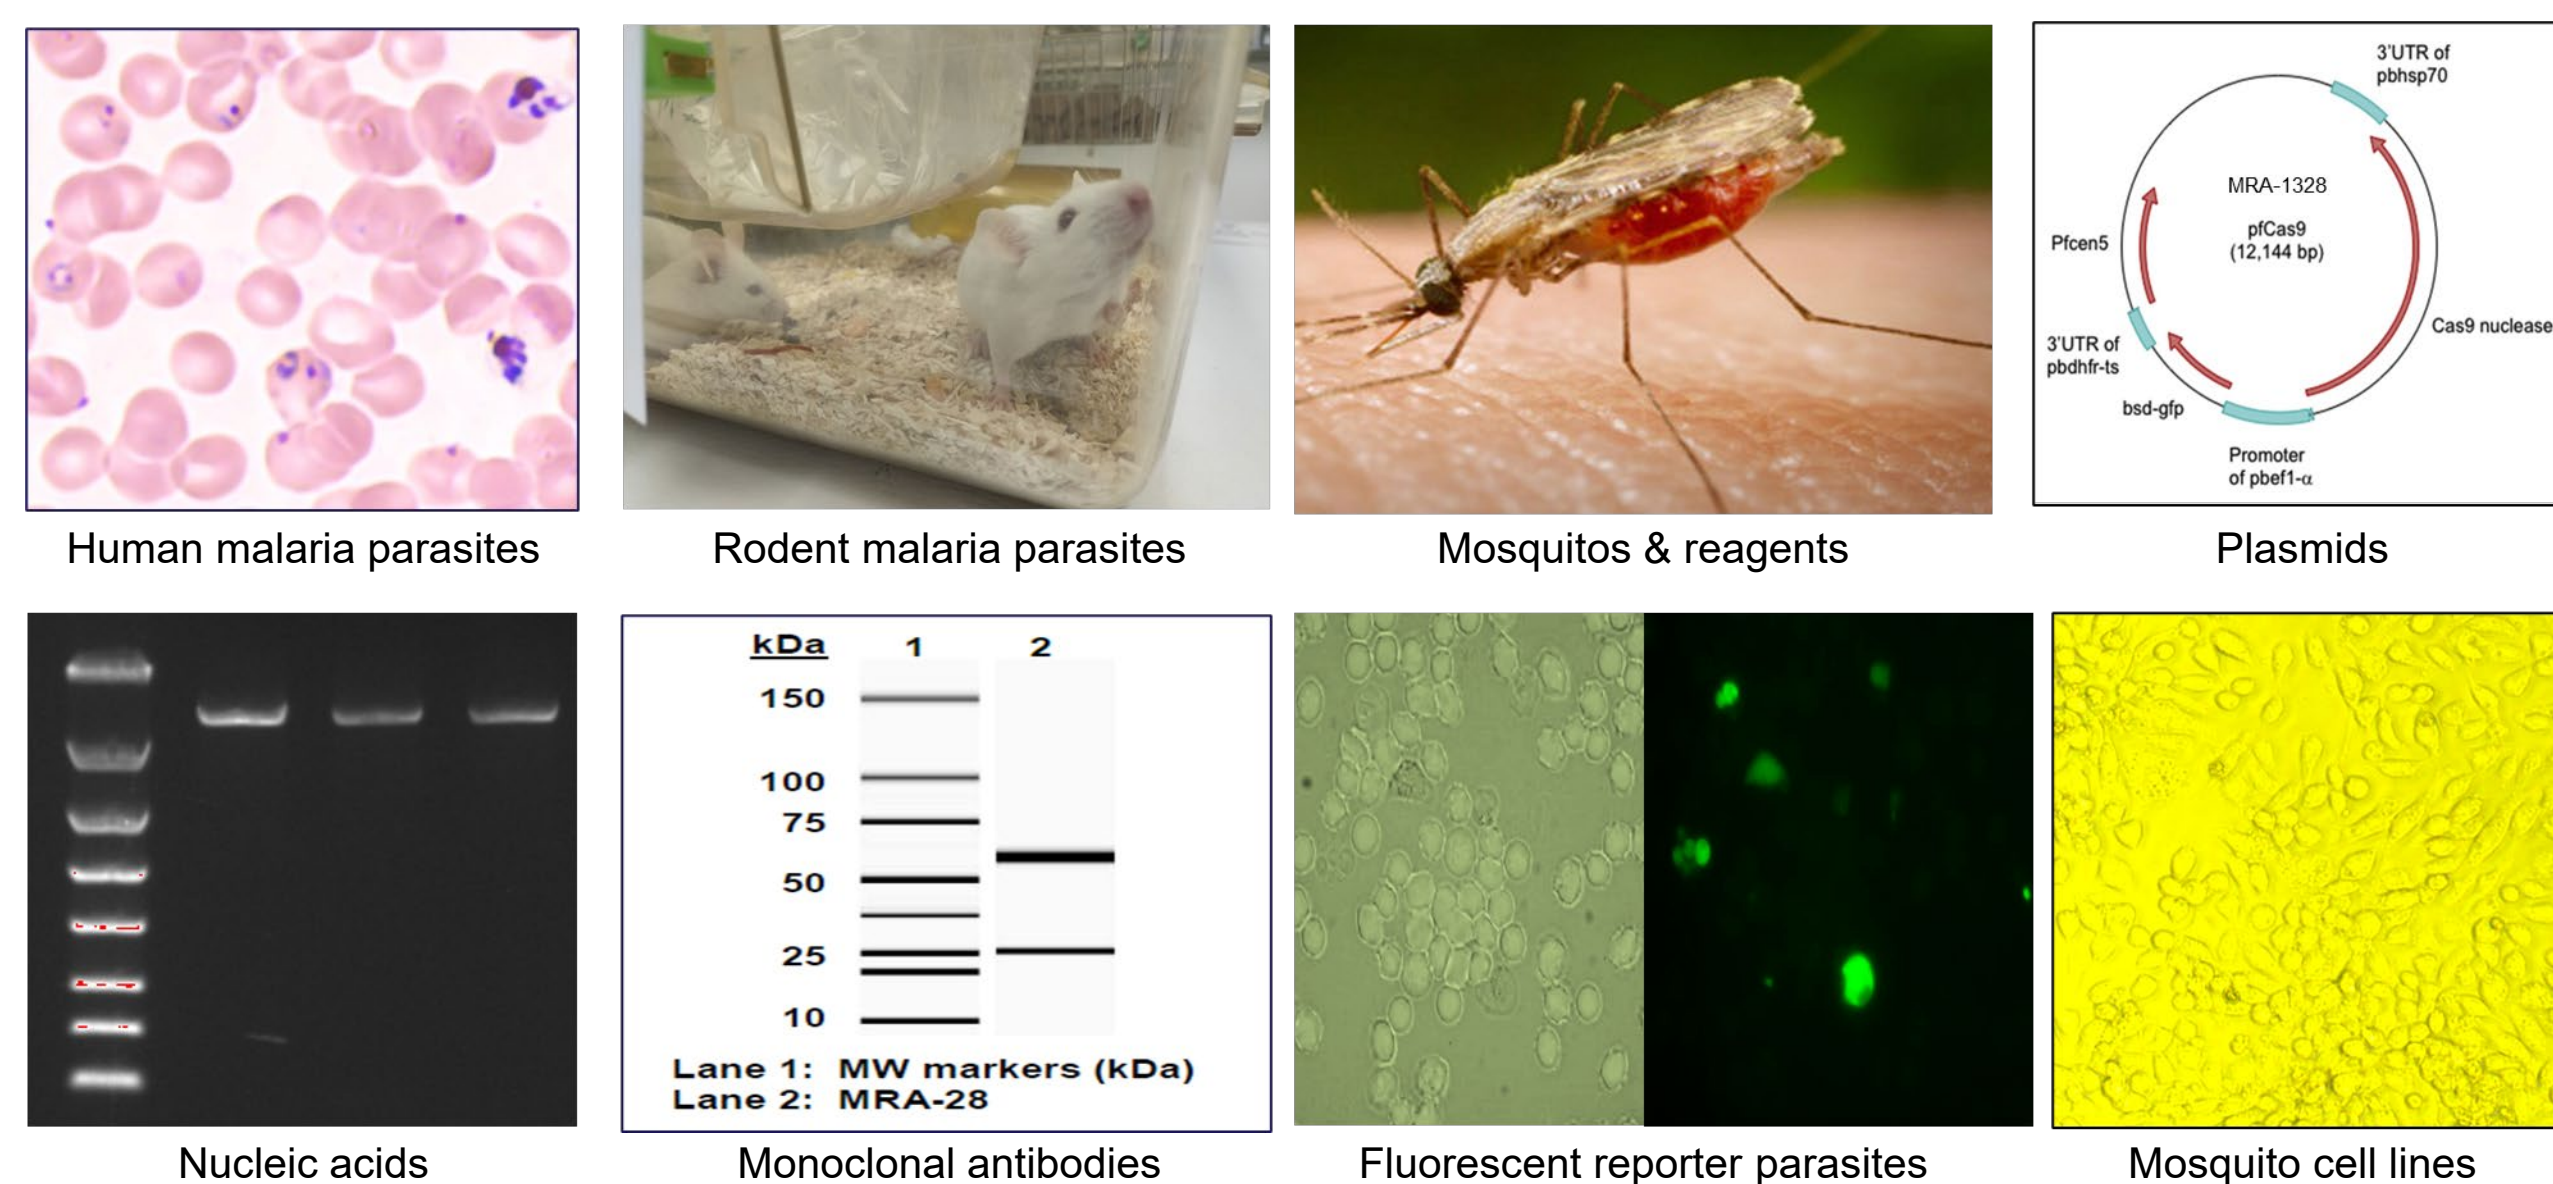 3'UTR of
pbhsp70
MRA-1328
pfCas9
(12,144 bp)
Pfcen5
Cas9 nuclease
3'UTR of
pbdhfr-ts
bsd-gfp
Promoter
of pbef1-α
Human malaria parasites
Rodent malaria parasites
Mosquitos & reagents
Plasmids
kDa 1 2
150
100
75
50
25
10
Lane 1: MW markers (kDa)
Lane 2: MRA-28
Nucleic acids
Monoclonal antibodies
Fluorescent reporter parasites
Mosquito cell lines